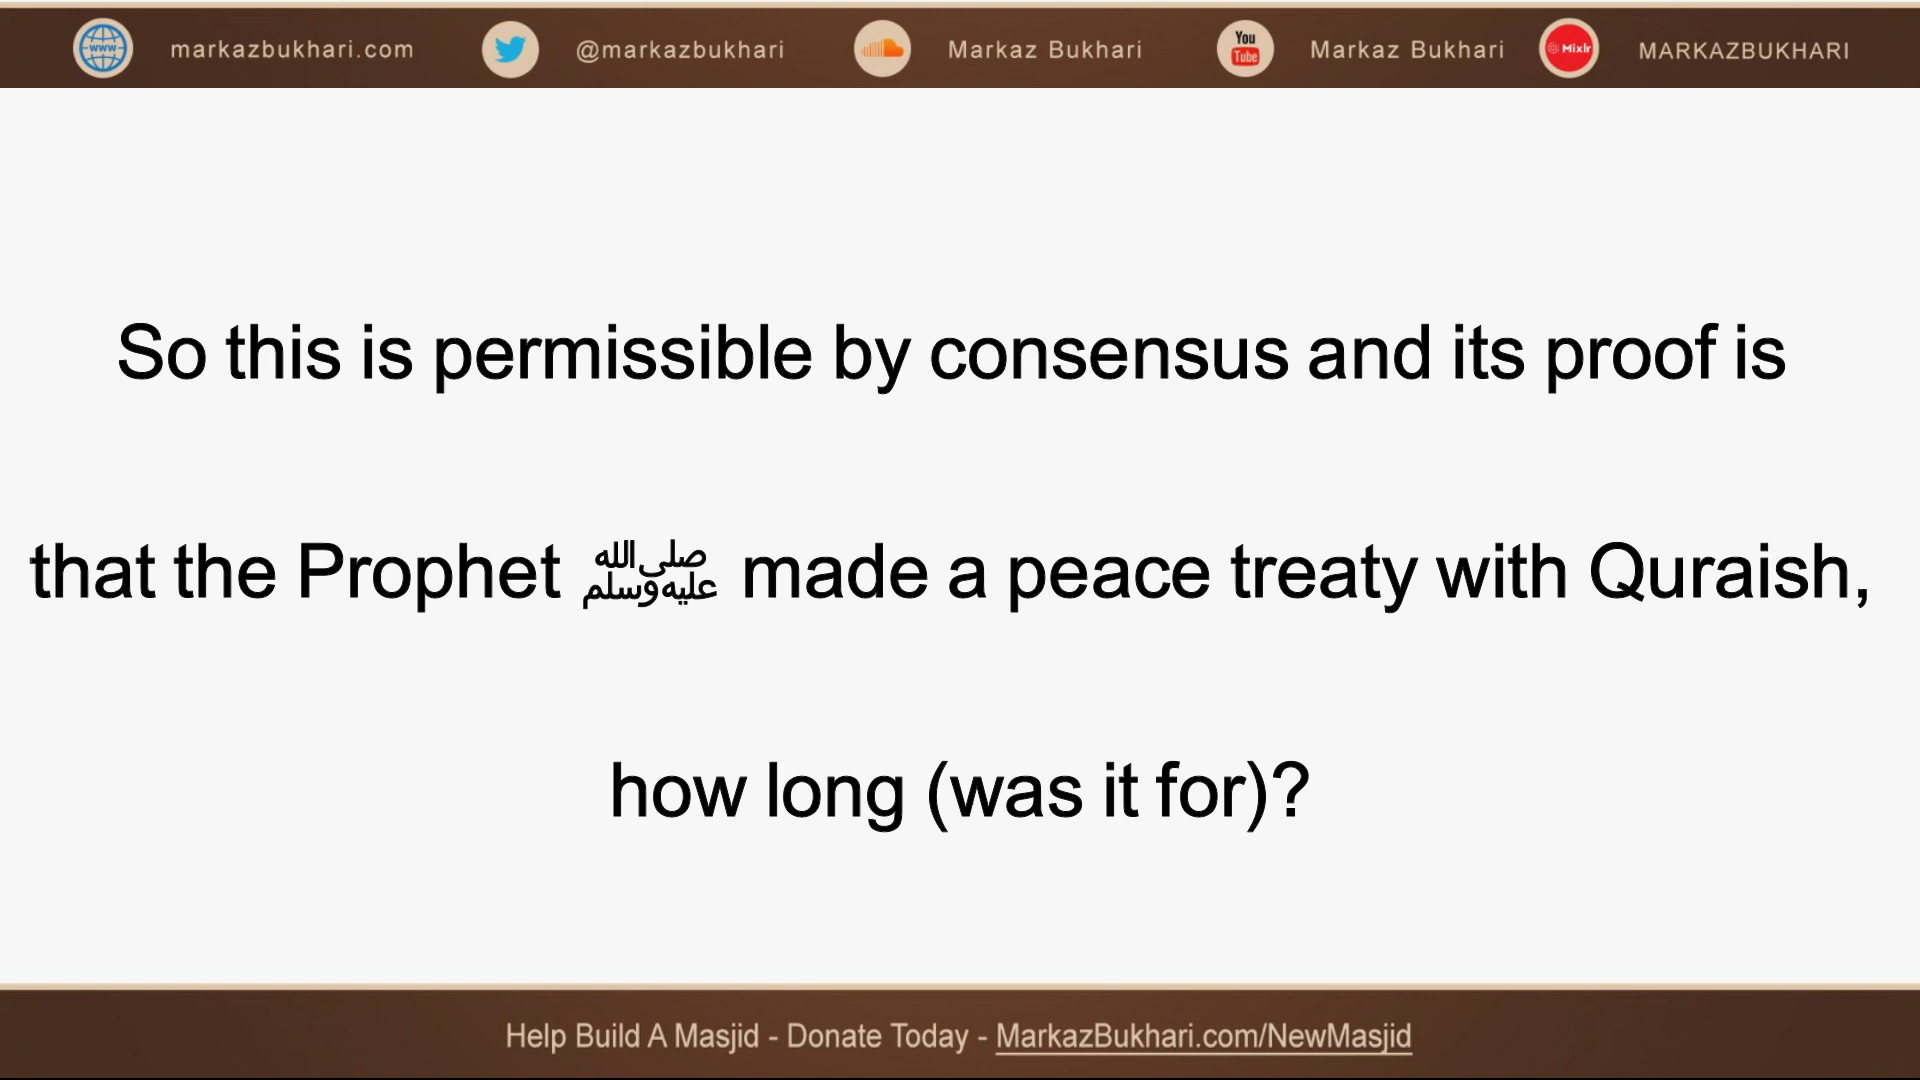 www markazbukhari.com @markazbukhari Markaz Bukhari You Tube Markaz Bukhari Mixlr MARKAZBUKHARI
So this is permissible by consensus and its proof is
that the Prophet ﷺ made a peace treaty with Quraish,
how long (was it for)?
Help Build A Masjid - Donate Today - MarkazBukhari.com/NewMasjid